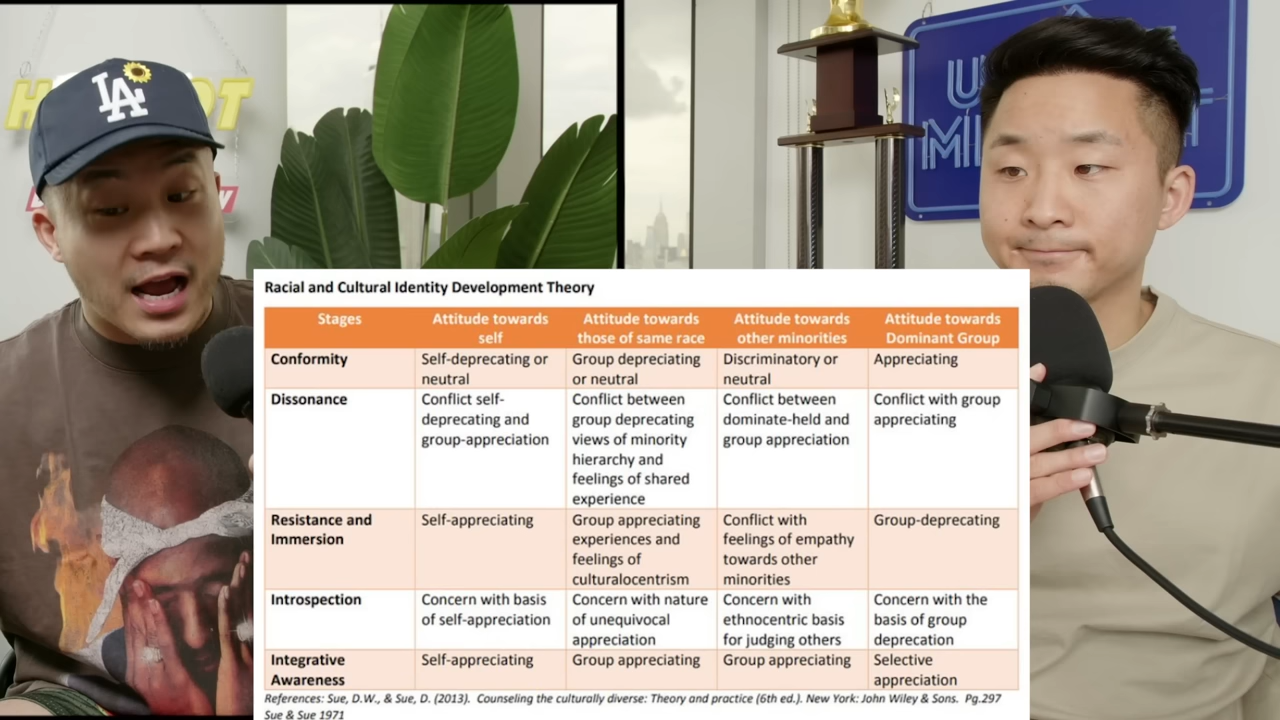 LA
Racial and Cultural Identity Development Theory
Stages
Attitude towards
self
Attitude towards
those of same race
Attitude towards
other minorities
Attitude towards
Dominant Group
Conformity
Self-deprecating or
neutral
Group depreciating
or neutral
Discriminatory or
neutral
Appreciating
Dissonance
Conflict self-
deprecating and
group-appreciation
Conflict between
group deprecating
views of minority
hierarchy and
feelings of shared
experience
Conflict between
dominate-held and
group appreciation
Conflict with group
appreciating
Resistance and
Immersion
Self-appreciating
Group appreciating
experiences and
feelings of
culturalocentrism
Conflict with
feelings of empathy
towards other
minorities
Group-deprecating
Introspection
Concern with basis
of self-appreciation
Concern with nature
of unequivocal
appreciation
Concern with
ethnocentric basis
for judging others
Concern with the
basis of group
deprecation
Integrative
Awareness
Self-appreciating
Group appreciating
Group appreciating
Selective
appreciation
References: Sue, D.W., & Sue, D. (2013). Counseling the culturally diverse: Theory and practice (6th ed.). New York: John Wiley & Sons. Pg.297
Sue & Sue 1971